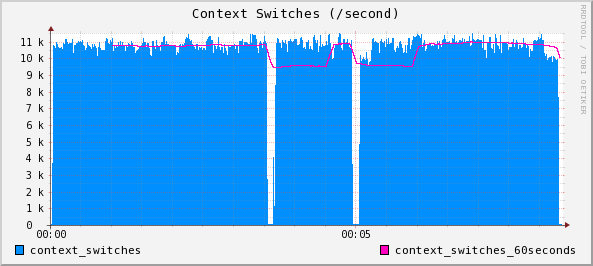 Context Switches (/second)
RRDTOOL / TOBI OETIKER
11 k
10 k
9 k
8 k
7 k
6 k
5 k
4 k
3 k
2 k
1 k
0
00:00 00:05
context_switches context_switches_60seconds